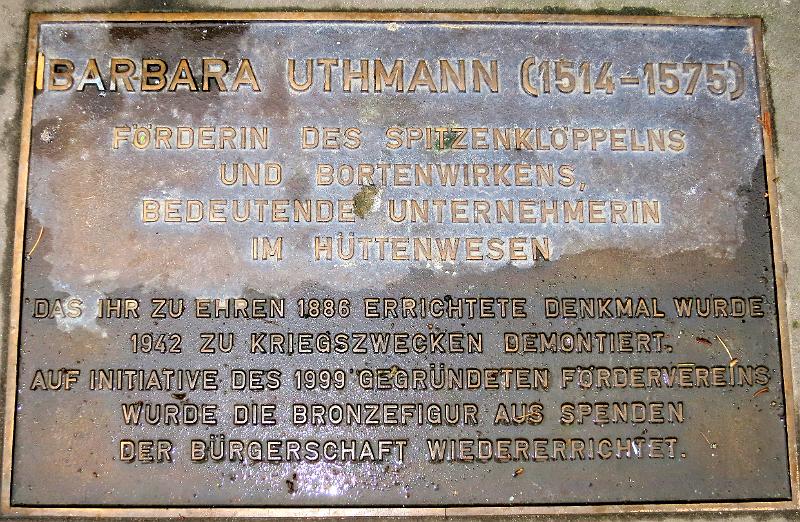 BARBARA UTHMANN (1514-1575)
FÖRDERIN DES SPITZENKLÖPPELNS
UND BORTENWIRKENS,
BEDEUTENDE UNTERNEHMERIN
IM HÜTTENWESEN
DAS IHR ZU EHREN 1886 ERRICHTETE DENKMAL WURDE
1942 ZU KRIEGSZWECKEN DEMONTIERT.
AUF INITIATIVE DES 1999 GEGRÜNDETEN FÖRDERVEREINS
WURDE DIE BRONZEFIGUR AUS SPENDEN
DER BÜRGERSCHAFT WIEDERERRICHTET.